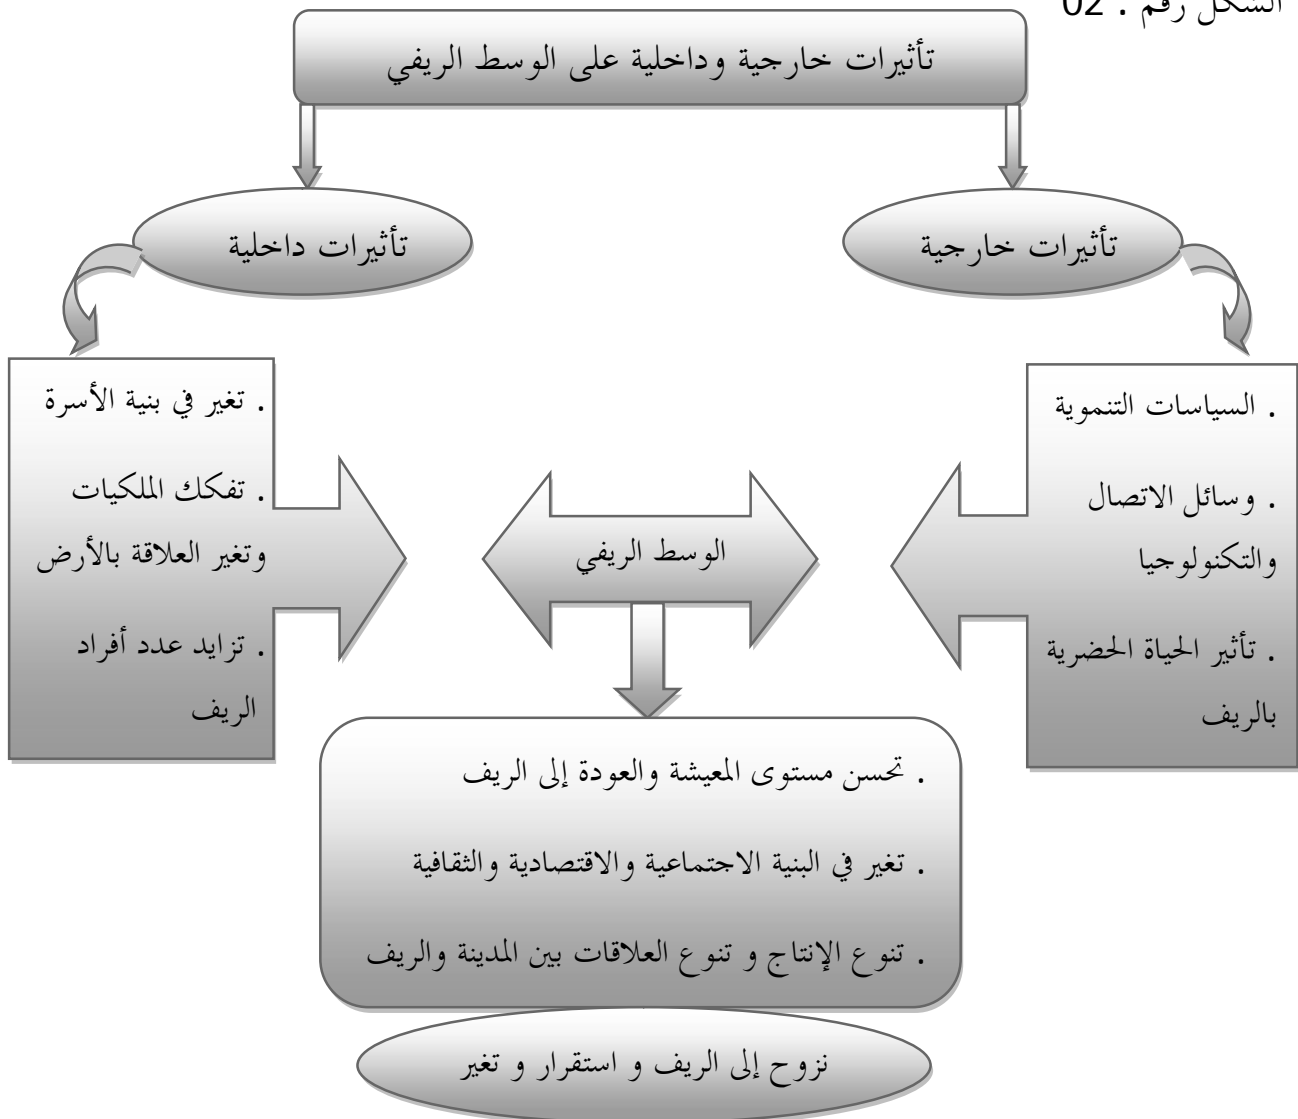 الشكل رقم . 02
تأثيرات خارجية وداخلية على الوسط الريفي
تأثيرات خارجية
تأثيرات داخلية
. السياسات التنموية
. وسائل الاتصال
والتكنولوجيا
. تأثير الحياة الحضرية
بالريف
. تغير في بنية الأسرة
. تفكك الملكيات
وتغير العلاقة بالأرض
. تزايد عدد أفراد
الريف
الوسط الريفي
. تحسن مستوى المعيشة والعودة إلى الريف
. تغير في البنية الاجتماعية والاقتصادية والثقافية
. تنوع الإنتاج و تنوع العلاقات بين المدينة والريف
نزوح إلى الريف و استقرار و تغير